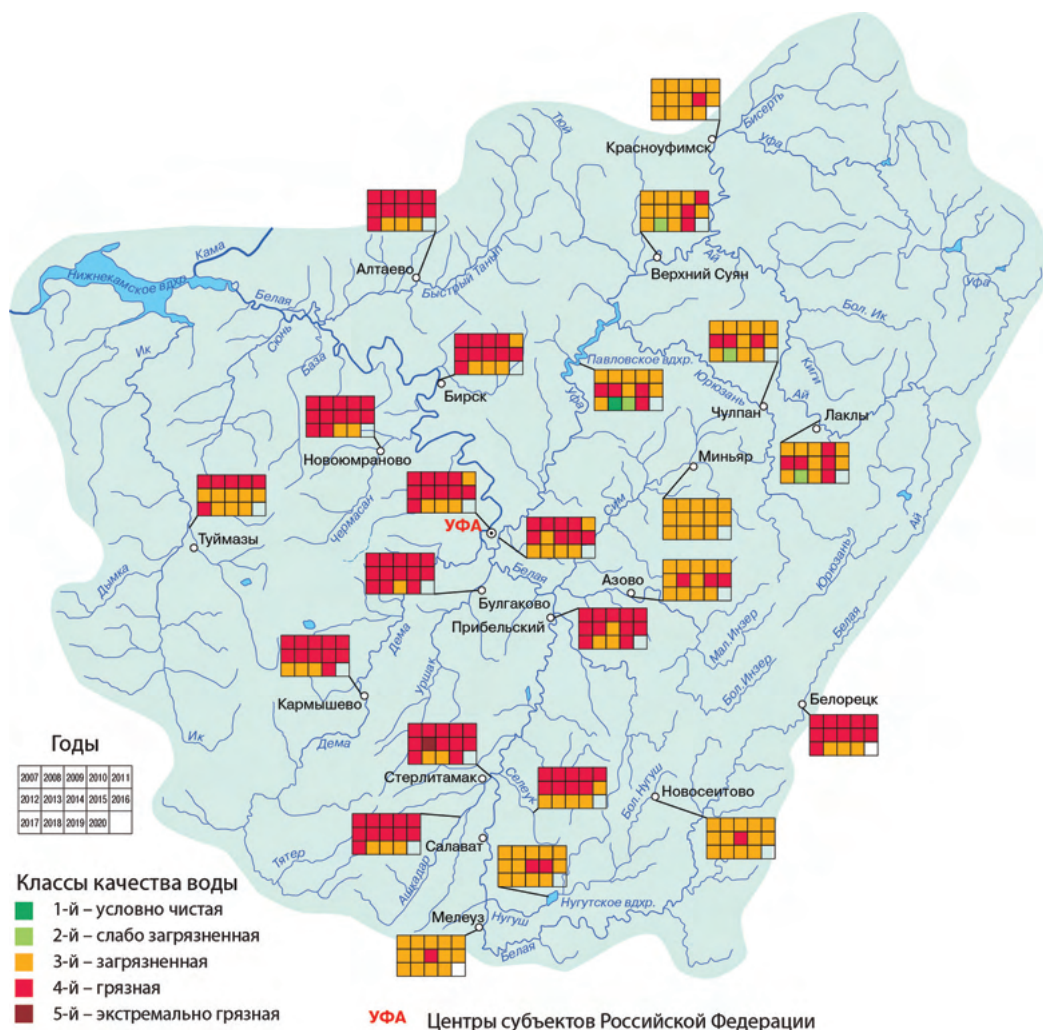 Тюй
Бисерть
Уфа
Красноуфимск
Кама
Нижнекамское вдхр.
Алтаево
Быстрый Танып
Ай
Верхний Суян
Уфа
Белая
Сюнь
База
Ик
Бол. Ик
Павловское вдхр.
Юрюзань
Киги
Ай
Уфа
Бирск
Чулпан
Лаклы
Новоюмраново
Миньяр
Чермасан
УФА
Сим
Ай
Туймазы
Дымка
Белая
Азово
Юрюзань
Булгаково
Прибельский
Белая
Дема
Мал. Инзер
Уршак
Бол. Инзер
Кармышево
Белорецк
Ик
Дема
Годы
2007 2008 2009 2010 2011
2012 2013 2014 2015 2016
2017 2018 2019 2020
Стерлитамак
Селеук
Бол. Нугуш
Новосеитово
Салават
Тятер
Ашкадар
Нугутское вдхр.
Мелеуз
Нугуш
Белая
Классы качества воды
1-й – условно чистая
2-й – слабо загрязненная
3-й – загрязненная
4-й – грязная
5-й – экстремально грязная
УФА Центры субъектов Российской Федерации